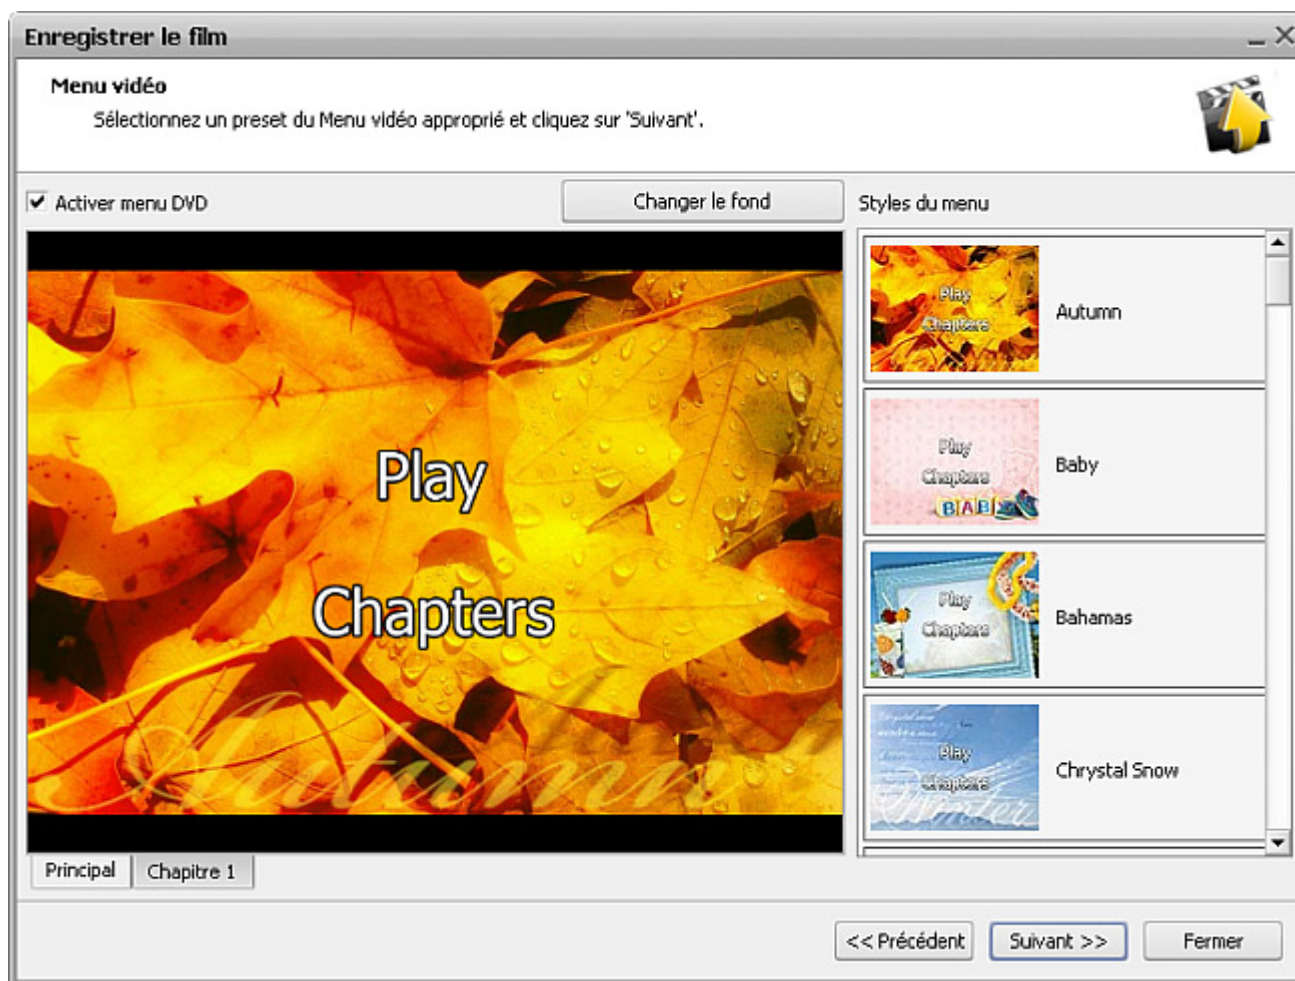 Enregistrer le film
Menu vidéo
Sélectionnez un preset du Menu vidéo approprié et cliquez sur 'Suivant'.
Activer menu DVD
Changer le fond
Styles du menu
Play
Chapters
Autumn
Principal
Chapitre 1
Play
Chapters
Autumn
Play
Chapters
BABY
Baby
Play
Chapters
Bahamas
Play
Chapters
Winter
Chrystal Snow
<< Précédent
Suivant >>
Fermer